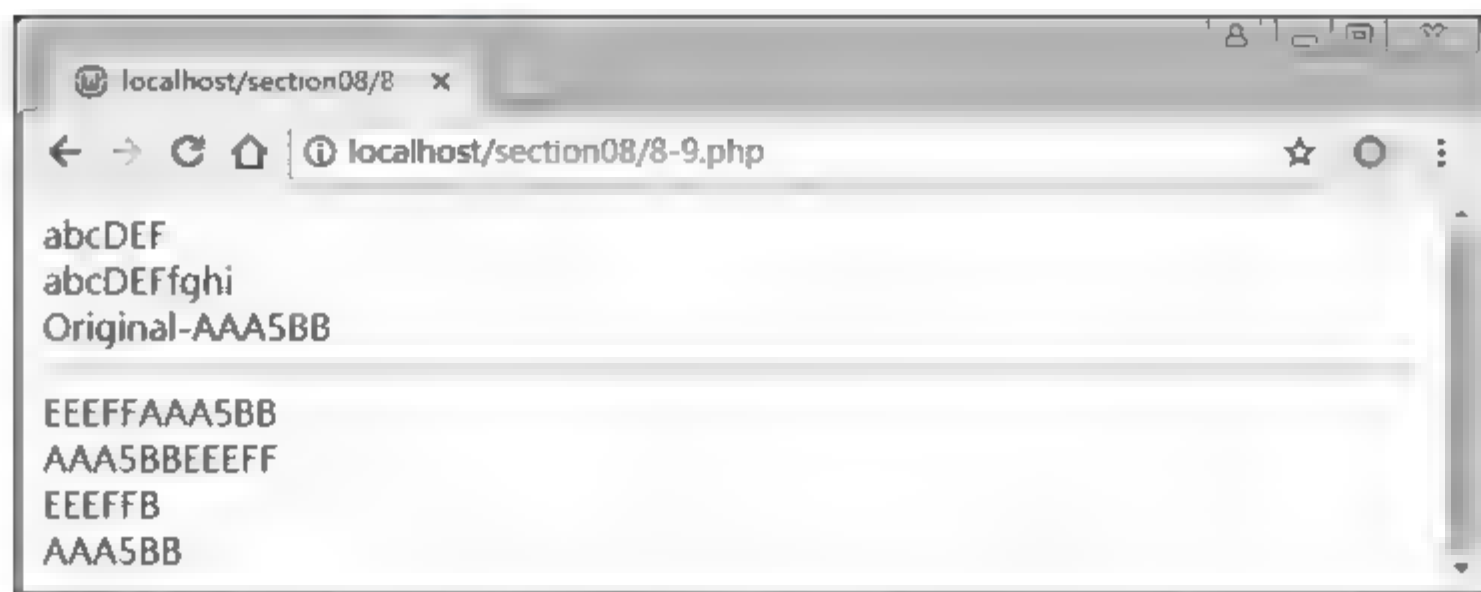 localhost/section08/8
localhost/section08/8-9.php
abcDEF
abcDEFfghi
Original-AAA5BB
EEEFFAAA5BB
AAA5BBEEEFF
EEEFFB
AAA5BB